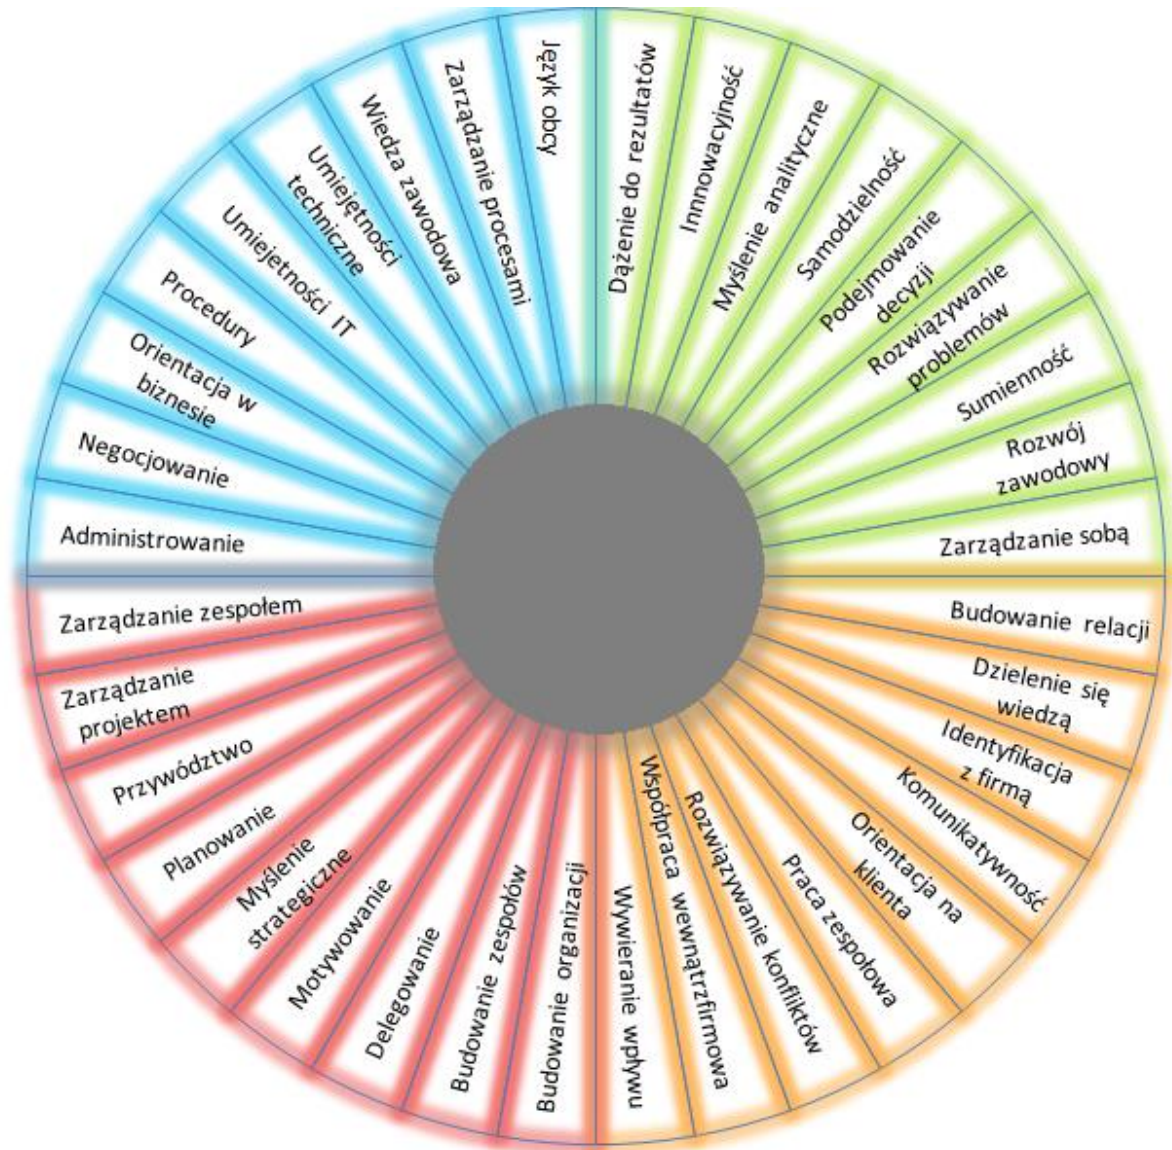 Dążenie do rezultatów
Innnowacyjność
Myślenie analityczne
Samodzielność
Podejmowanie
decyzji
Rozwiązywanie
problemów
Sumienność
Rozwój
zawodowy
Zarządzanie sobą
Budowanie relacji
Dzielenie się
wiedzą
Identyfikacja
z firmą
Komunikatywność
Orientacja na
klienta
Praca zespołowa
Rozwiązywanie konfliktów
Współpraca wewnątrzfirmowa
Wywieranie wpływu
Budowanie organizacji
Budowanie zespołów
Delegowanie
Motywowanie
Myślenie
strategiczne
Planowanie
Przywództwo
Zarządzanie
projektem
Zarządzanie zespołem
Administrowanie
Negocjowanie
Orientacja w
biznesie
Procedury
Umiejetności IT
Umiejętności
techniczne
Wiedza zawodowa
Zarządzanie procesami
Język obcy